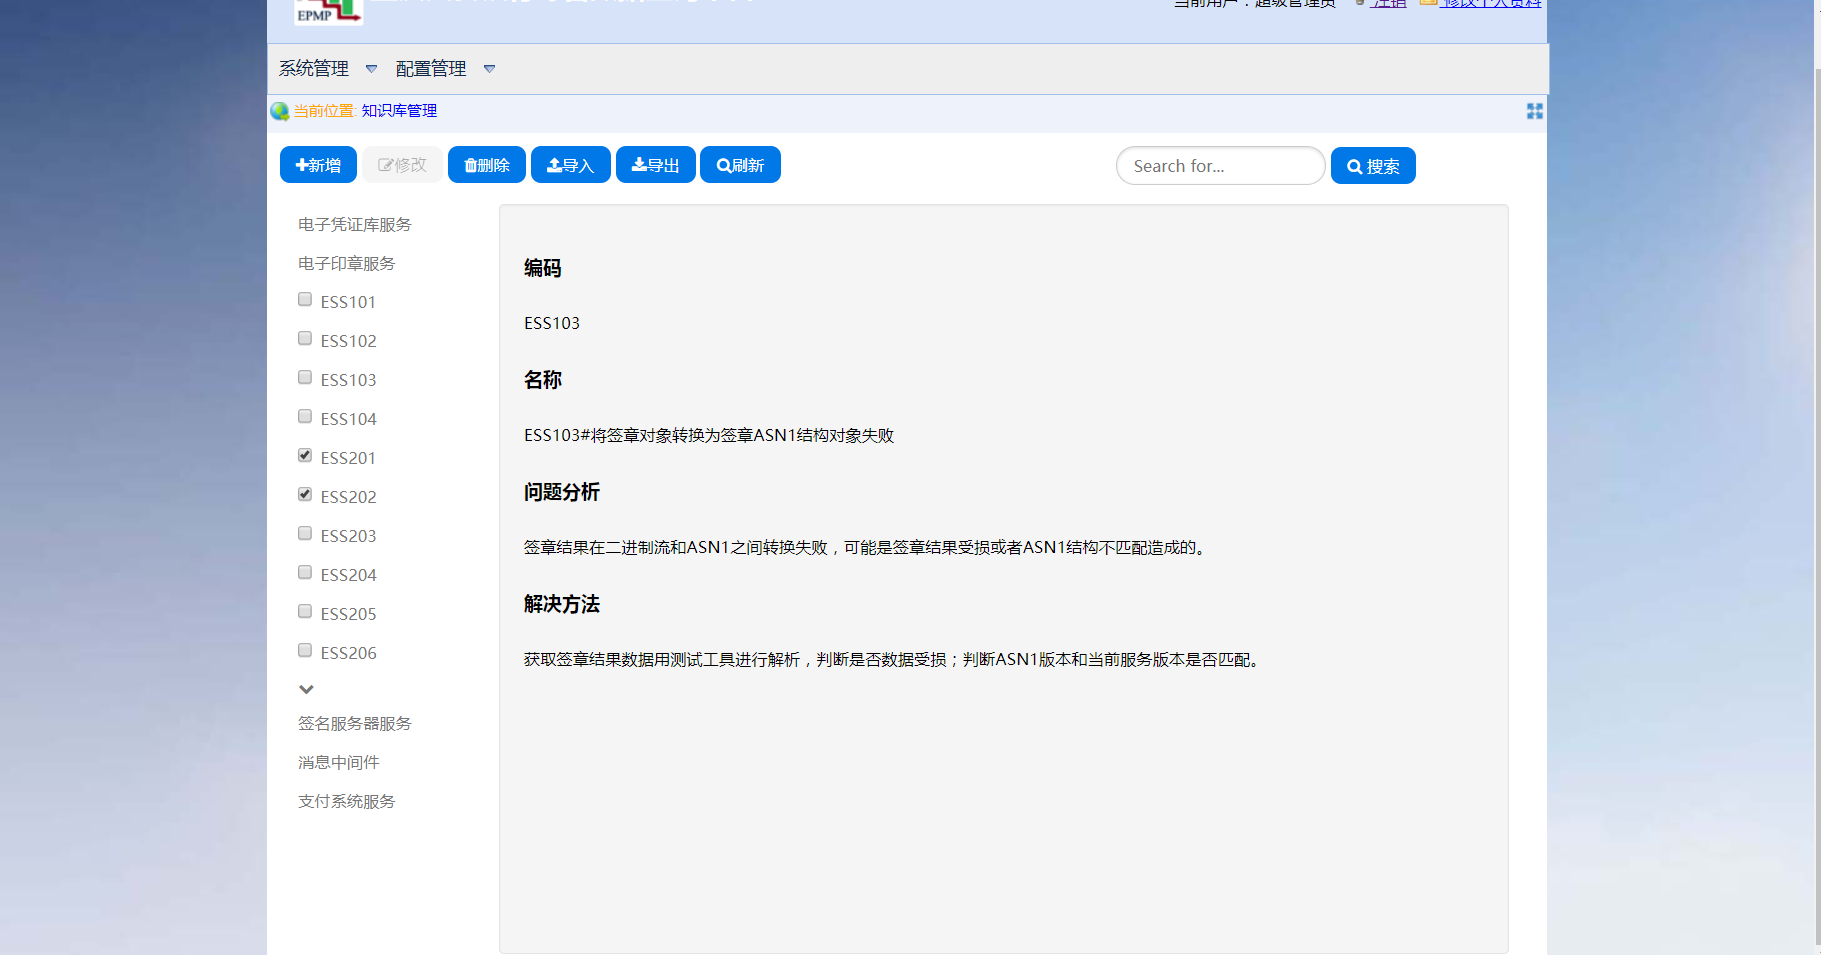 EPMP
当前用户：超级管理员 注销 修改个人资料
系统管理 配置管理
当前位置: 知识库管理
新增 修改 删除 导入 导出 刷新 Search for... 搜索
电子凭证库服务
电子印章服务
ESS101
ESS102
ESS103
ESS104
ESS201
ESS202
ESS203
ESS204
ESS205
ESS206
签名服务器服务
消息中间件
支付系统服务
编码
ESS103
名称
ESS103#将签章对象转换为签章ASN1结构对象失败
问题分析
签章结果在二进制流和ASN1之间转换失败，可能是签章结果受损或者ASN1结构不匹配造成的。
解决方法
获取签章结果数据用测试工具进行解析，判断是否数据受损；判断ASN1版本和当前服务版本是否匹配。